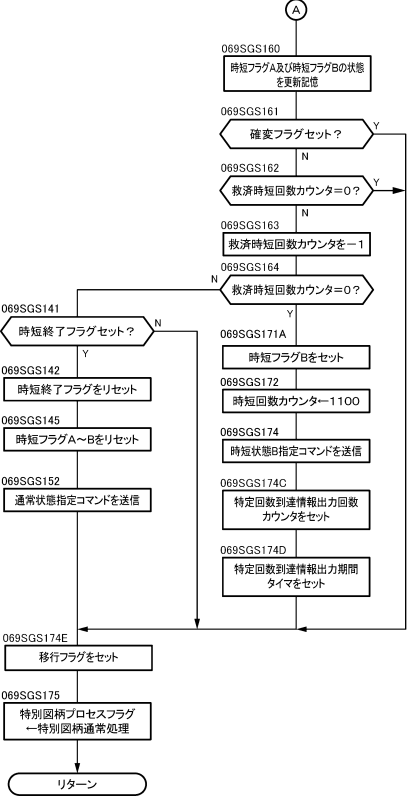 A
069SGS160
時短フラグA及び時短フラグBの状態
を更新記憶
069SGS161
確変フラグセット？
Y
N
069SGS162
救済時短回数カウンタ＝０？
Y
N
069SGS163
救済時短回数カウンタを－１
069SGS164
救済時短回数カウンタ＝０？
N
Y
069SGS141
時短終了フラグセット？
N
Y
069SGS142
時短終了フラグをリセット
069SGS145
時短フラグＡ～Ｂをリセット
069SGS152
通常状態指定コマンドを送信
069SGS171A
時短フラグBをセット
069SGS172
時短回数カウンタ←１１００
069SGS174
時短状態B指定コマンドを送信
069SGS174C
特定回数到達情報出力回数
カウンタをセット
069SGS174D
特定回数到達情報出力期間
タイマをセット
069SGS174E
移行フラグをセット
069SGS175
特別図柄プロセスフラグ
←特別図柄通常処理
リターン